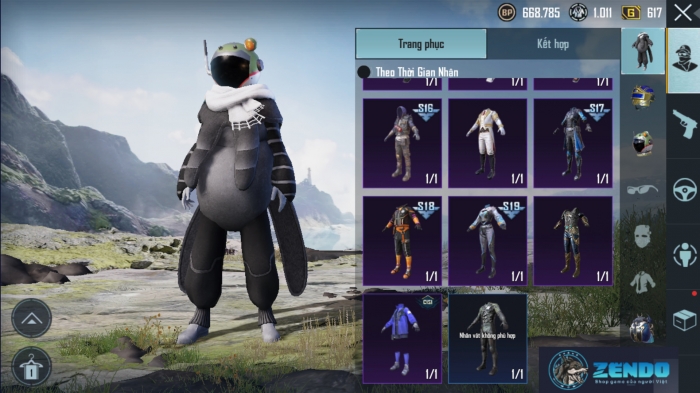 BP 668.785 1.011 G 617
Trang phục Kết hợp
Theo Thời Gian Nhận
S16 S17
1/1 1/1 1/1
S18 S19
1/1 1/1 1/1
Nhân vật không phù hợp
1/1 1/1
ZENDO
Shop game của người Việt